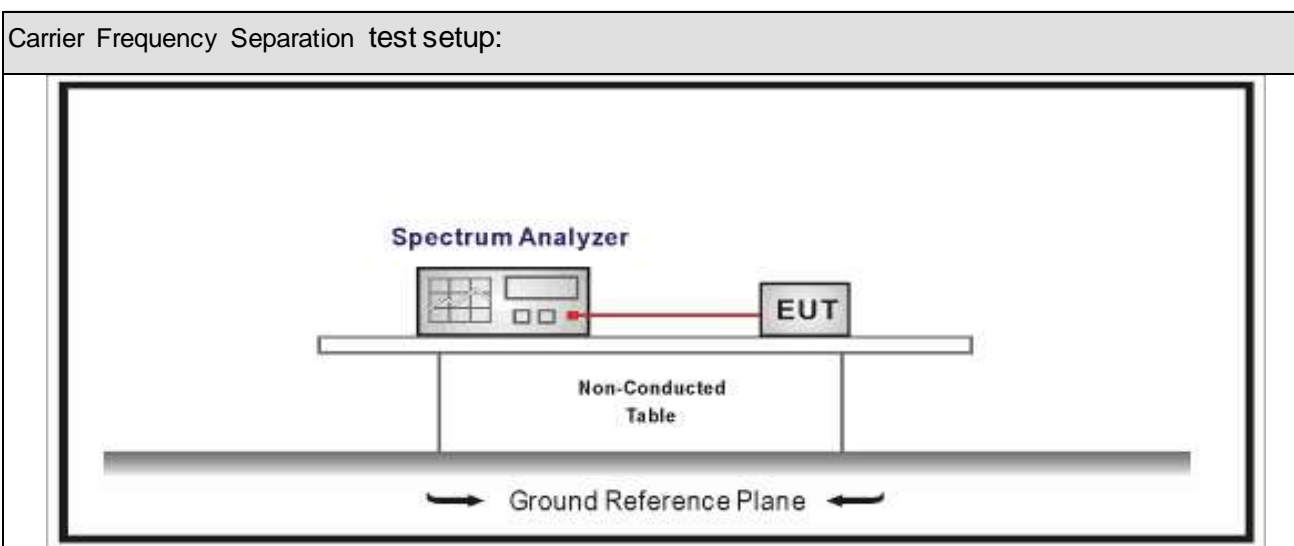 Carrier Frequency Separation test setup:
Spectrum Analyzer
EUT
Non-Conducted
Table
Ground Reference Plane